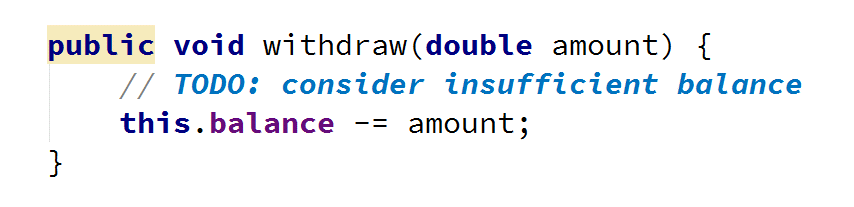 public void withdraw(double amount) {
// TODO: consider insufficient balance
this.balance -= amount;
}